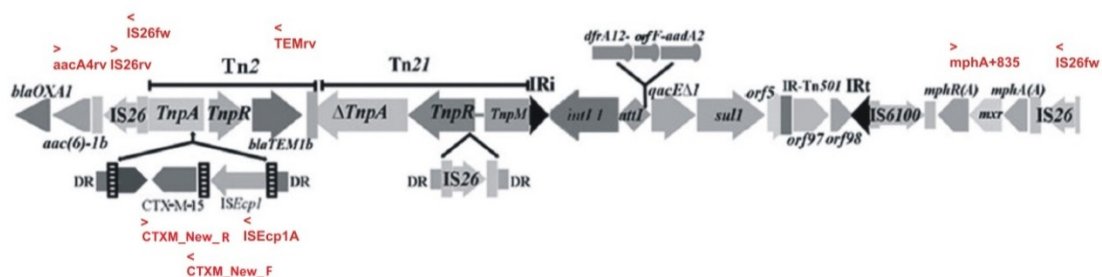 <
IS26fw
<
TEMrv
>
aacA4rv
>
IS26rv
dfrA12- orfF-aadA2
>
mphA+835
<
IS26fw
Tn2
Tn21
IRi
blaOXA1
IS26
TnpA
TnpR
ΔTnpA
TnpR
TnpM
int1 1
attI
qacEΔ1
sul1
orf5
IR-Tn501
IRt
IS6100
mphR(A)
mxr
mphA(A)
IS26
aac(6)-1b
blaTEM1b
orf97
orf98
DR
CTX-M-15
ISEcp1
DR
DR
IS26
DR
>
CTXM_New_R
<
ISEcp1A
<
CTXM_New_F